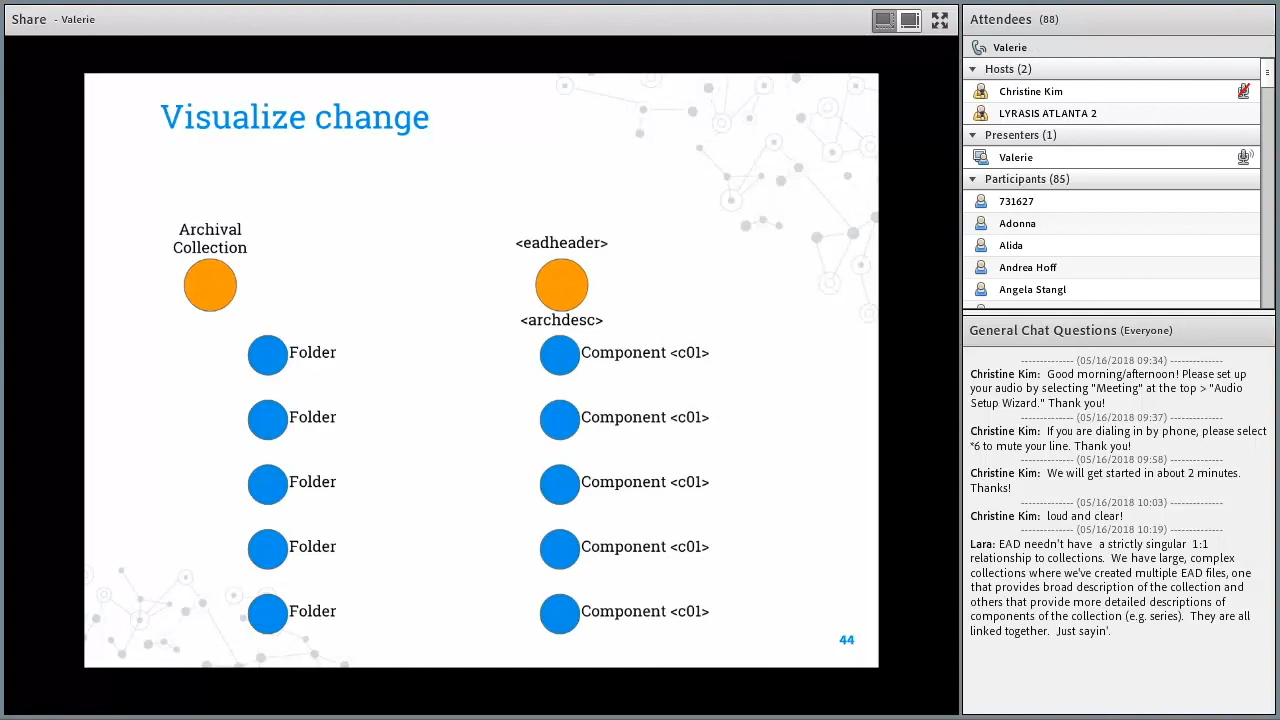 Share - Valerie
Visualize change
Archival
Collection
<eadheader>
<archdesc>
Folder
Component <c01>
Folder
Component <c01>
Folder
Component <c01>
Folder
Component <c01>
Folder
Component <c01>
44
Attendees (88)
Valerie
Hosts (2)
Christine Kim
LYRASIS ATLANTA 2
Presenters (1)
Valerie
Participants (85)
731627
Adonna
Alida
Andrea Hoff
Angela Stangl
General Chat Questions (Everyone)
------------- (05/16/2018 09:34) -------------
Christine Kim: Good morning/afternoon! Please set up
your audio by selecting "Meeting" at the top > "Audio
Setup Wizard." Thank you!
------------- (05/16/2018 09:37) -------------
Christine Kim: If you are dialing in by phone, please select
*6 to mute your line. Thank you!
------------- (05/16/2018 09:58) -------------
Christine Kim: We will get started in about 2 minutes.
Thanks!
------------- (05/16/2018 10:03) -------------
Christine Kim: loud and clear!
------------- (05/16/2018 10:19) -------------
Lara: EAD needn't have a strictly singular 1:1
relationship to collections. We have large, complex
collections where we've created multiple EAD files, one
that provides broad description of the collection and
others that provide more detailed descriptions of
components of the collection (e.g. series). They are all
linked together. Just sayin'.